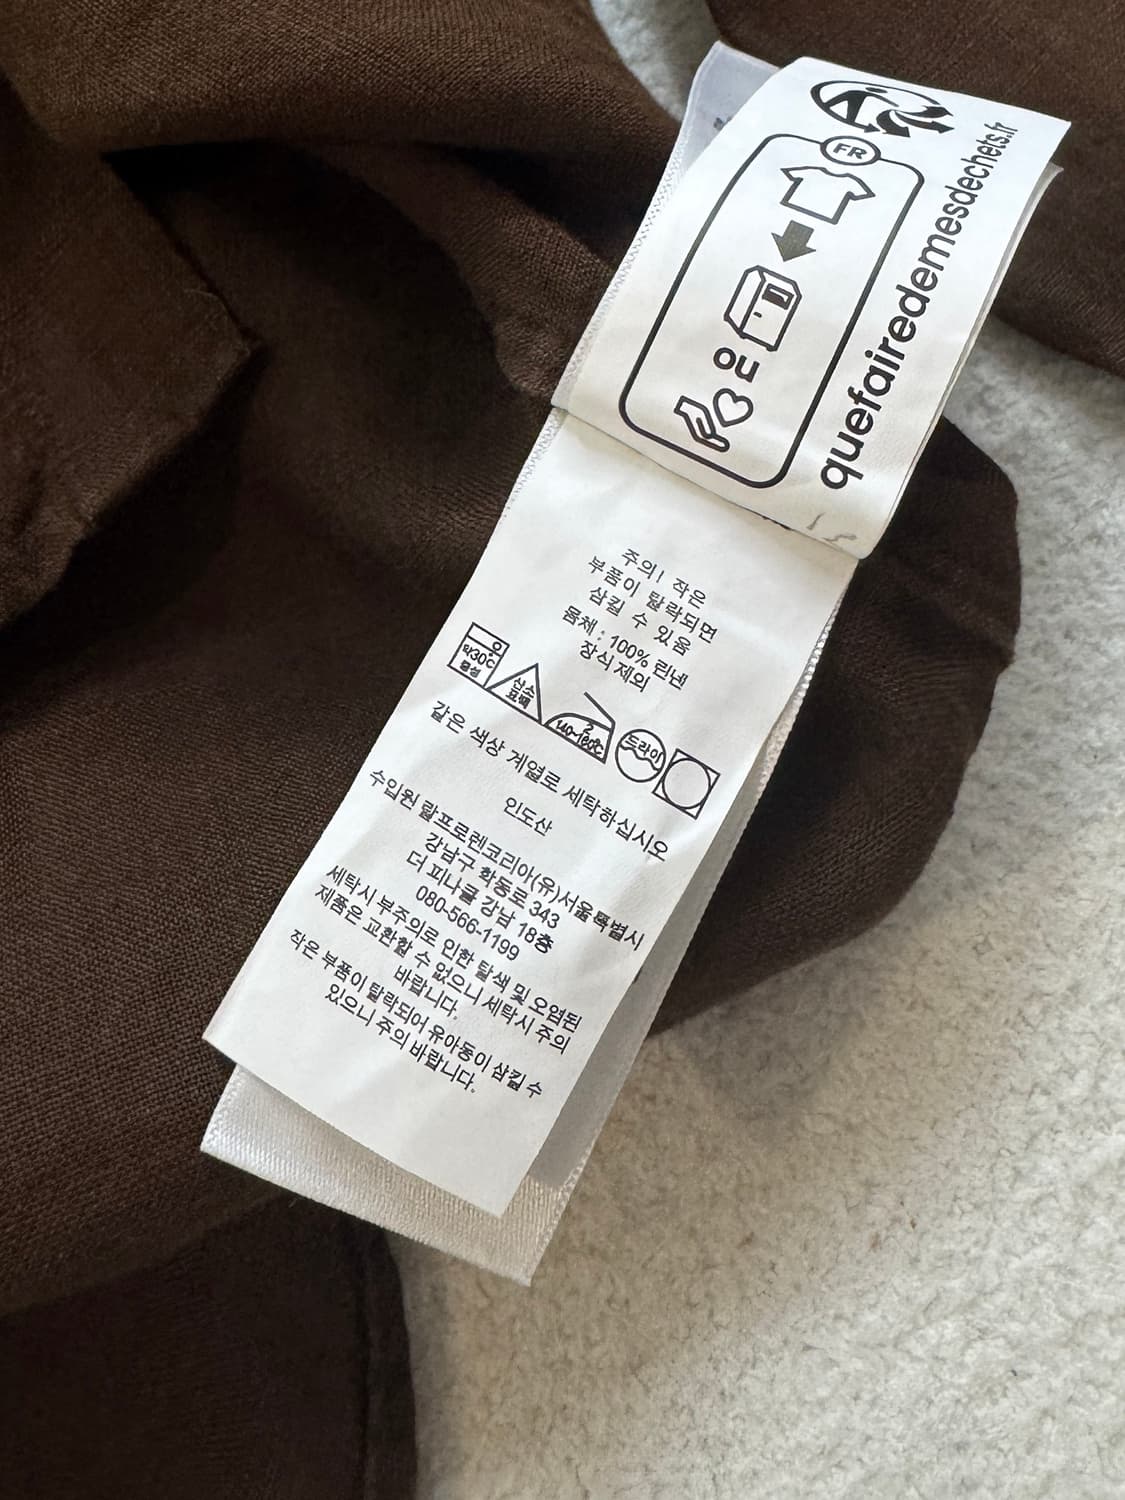 FR
quefairedemesdechets.fr
주의! 작은
부품이 탈락되면
삼킬 수 있음
몸체 : 100% 린넨
장식 제외
약30℃
중성
산소
표백
드라이
같은 색상 계열로 세탁하십시오
인도산
수입원 랄프로렌코리아(유)서울특별시
강남구 학동로 343
더 피나클 강남 18층
080-566-1199
세탁시 부주의로 인한 탈색 및 오염된
제품은 교환할 수 없으니 세탁시 주의
바랍니다.
작은 부품이 탈락되어 유아동이 삼킬 수
있으니 주의 바랍니다.